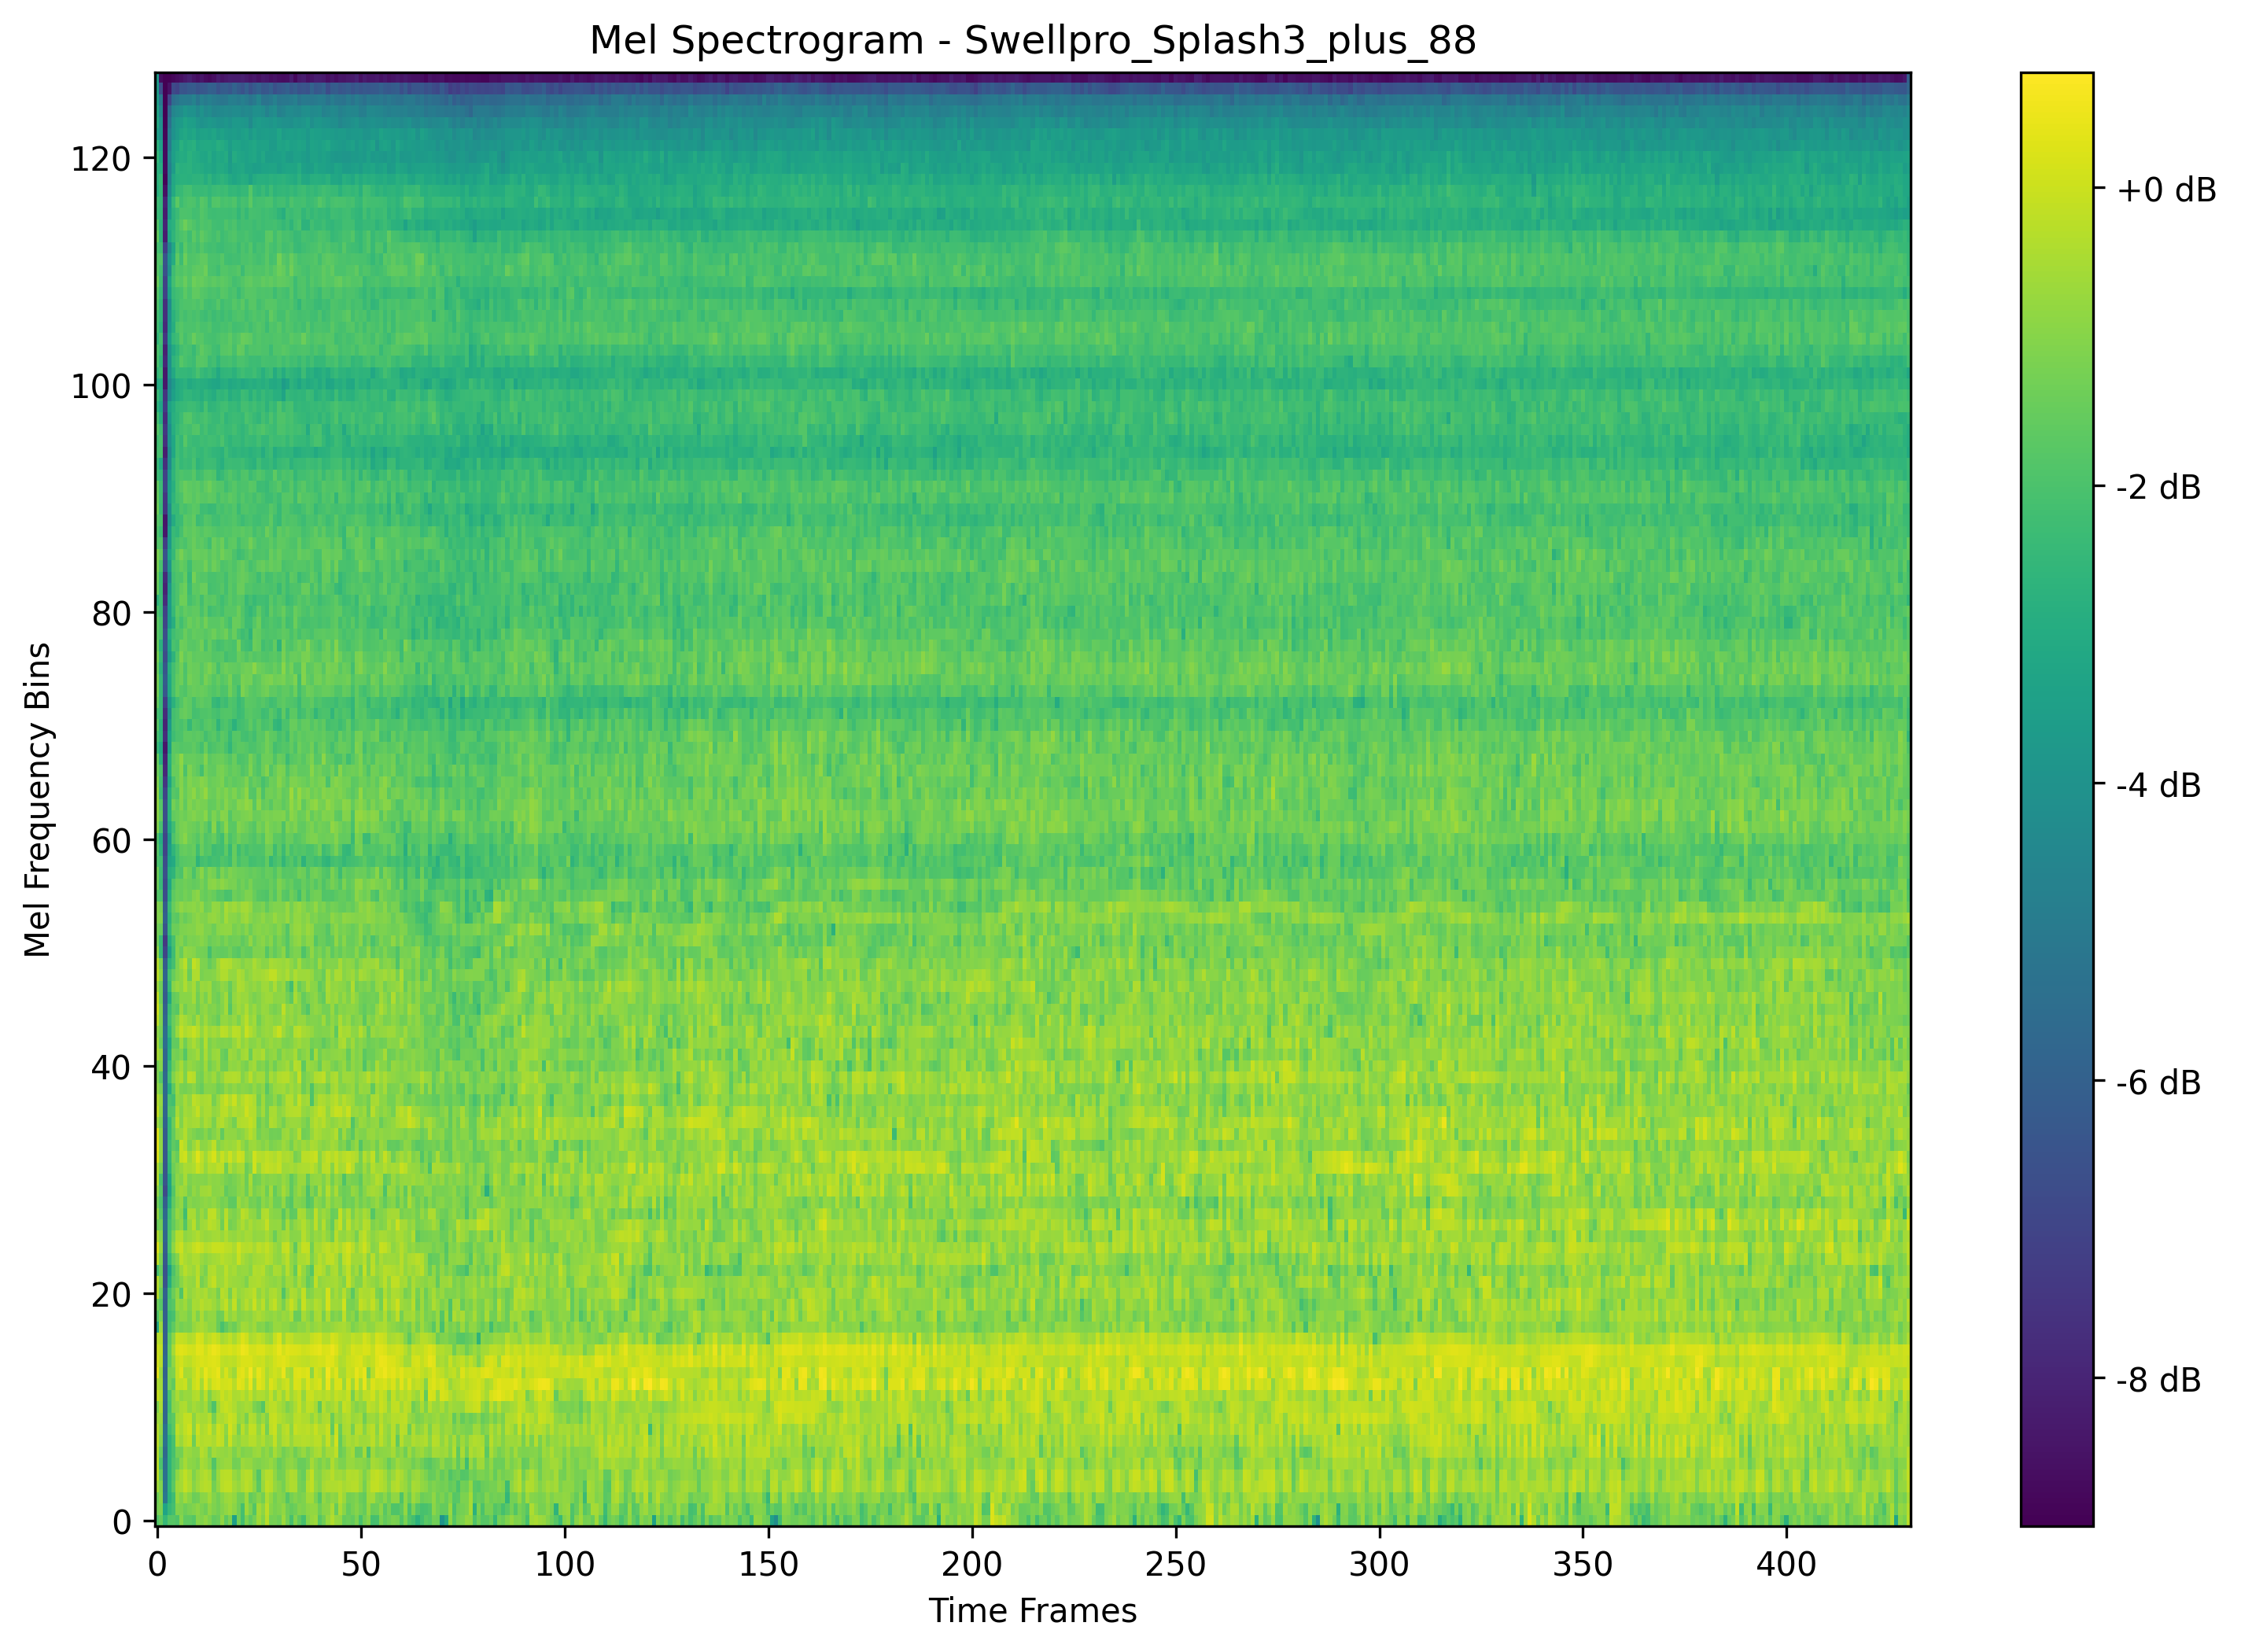 Mel Spectrogram - Swellpro_Splash3_plus_88
Mel Frequency Bins
120
100
80
60
40
20
0
0 50 100 150 200 250 300 350 400
Time Frames
+0 dB
-2 dB
-4 dB
-6 dB
-8 dB